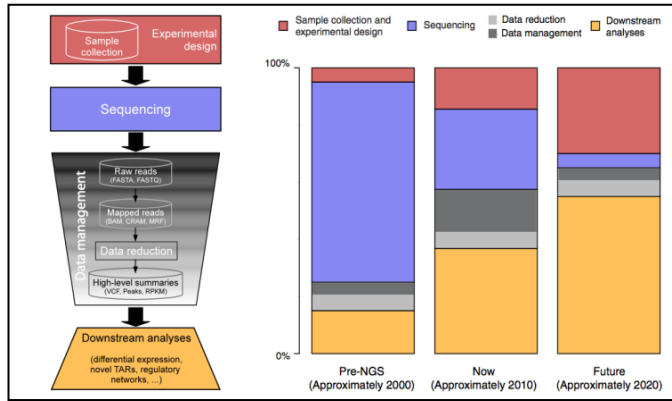 Sample collection
Experimental design
Sequencing
Data management
Raw reads
(FASTA, FASTQ)
Mapped reads
(BAM, CRAM, MRF)
Data reduction
High-level summaries
(VCF, Peaks, RPKM)
Downstream analyses
(differential expression,
novel TARs, regulatory
networks, ...)
Sample collection and
experimental design
Sequencing
Data reduction
Data management
Downstream
analyses
100%
0%
Pre-NGS
(Approximately 2000)
Now
(Approximately 2010)
Future
(Approximately 2020)